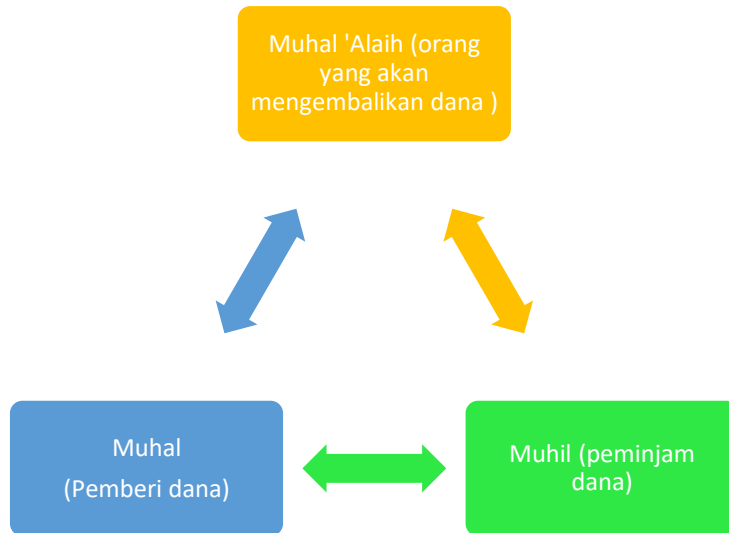 Muhal 'Alaih (orang
yang akan
mengembalikan dana )
Muhal
(Pemberi dana)
Muhil (peminjam
dana)